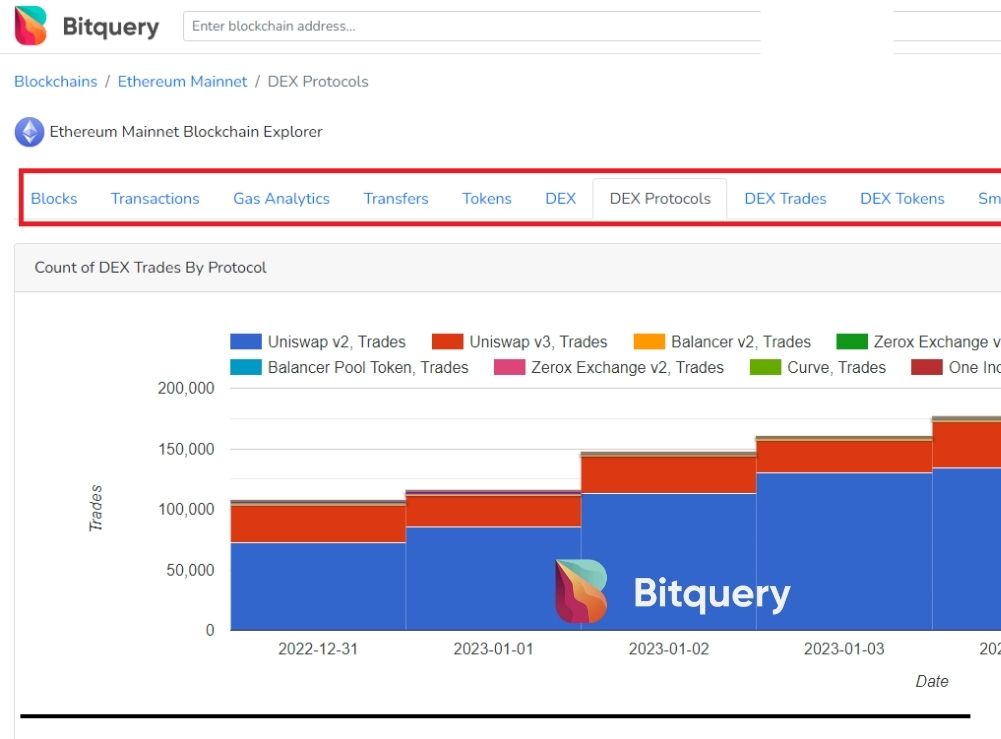 Bitquery
Enter blockchain address...
Blockchains / Ethereum Mainnet / DEX Protocols
Ethereum Mainnet Blockchain Explorer
Blocks Transactions Gas Analytics Transfers Tokens DEX DEX Protocols DEX Trades DEX Tokens Sm
Count of DEX Trades By Protocol
Uniswap v2, Trades Uniswap v3, Trades Balancer v2, Trades Zerox Exchange v
Balancer Pool Token, Trades Zerox Exchange v2, Trades Curve, Trades One Inc
200,000
150,000
100,000
50,000
0
Trades
Bitquery
2022-12-31 2023-01-01 2023-01-02 2023-01-03 202
Date